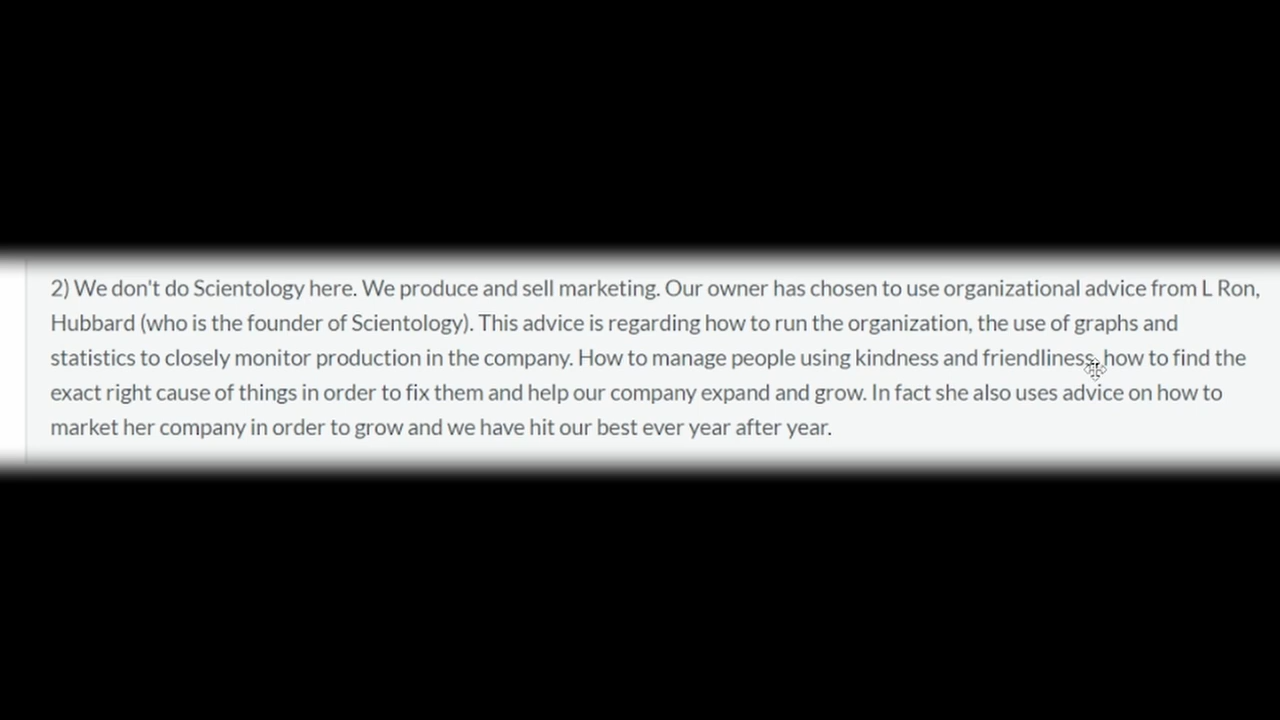 2) We don't do Scientology here. We produce and sell marketing. Our owner has chosen to use organizational advice from L Ron,
Hubbard (who is the founder of Scientology). This advice is regarding how to run the organization, the use of graphs and
statistics to closely monitor production in the company. How to manage people using kindness and friendliness, how to find the
exact right cause of things in order to fix them and help our company expand and grow. In fact she also uses advice on how to
market her company in order to grow and we have hit our best ever year after year.